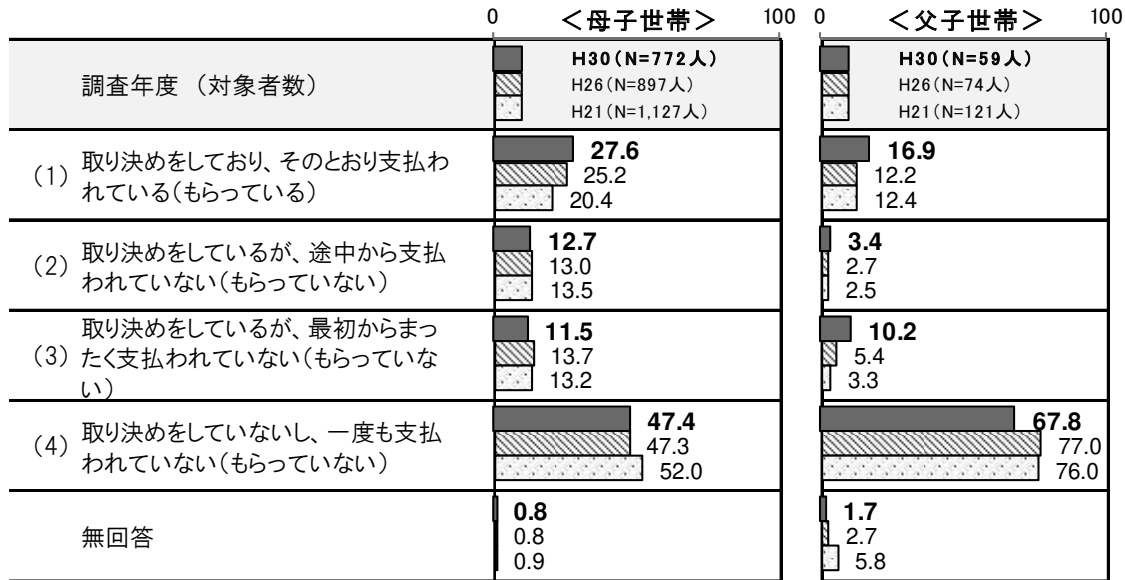 0 <母子世帯> 100 0 <父子世帯> 100
調査年度 (対象者数)
H30(N=772人)
H26(N=897人)
H21(N=1,127人)
H30(N=59人)
H26(N=74人)
H21(N=121人)
(1) 取り決めをしており、そのとおり支払わ
れている(もらっている)
27.6
25.2
20.4
16.9
12.2
12.4
(2) 取り決めをしているが、途中から支払
われていない(もらっていない)
12.7
13.0
13.5
3.4
2.7
2.5
(3) 取り決めをしているが、最初からまっ
たく支払われていない(もらっていな
い)
11.5
13.7
13.2
10.2
5.4
3.3
(4) 取り決めをしていないし、一度も支払
われていない(もらっていない)
47.4
47.3
52.0
67.8
77.0
76.0
無回答
0.8
0.8
0.9
1.7
2.7
5.8